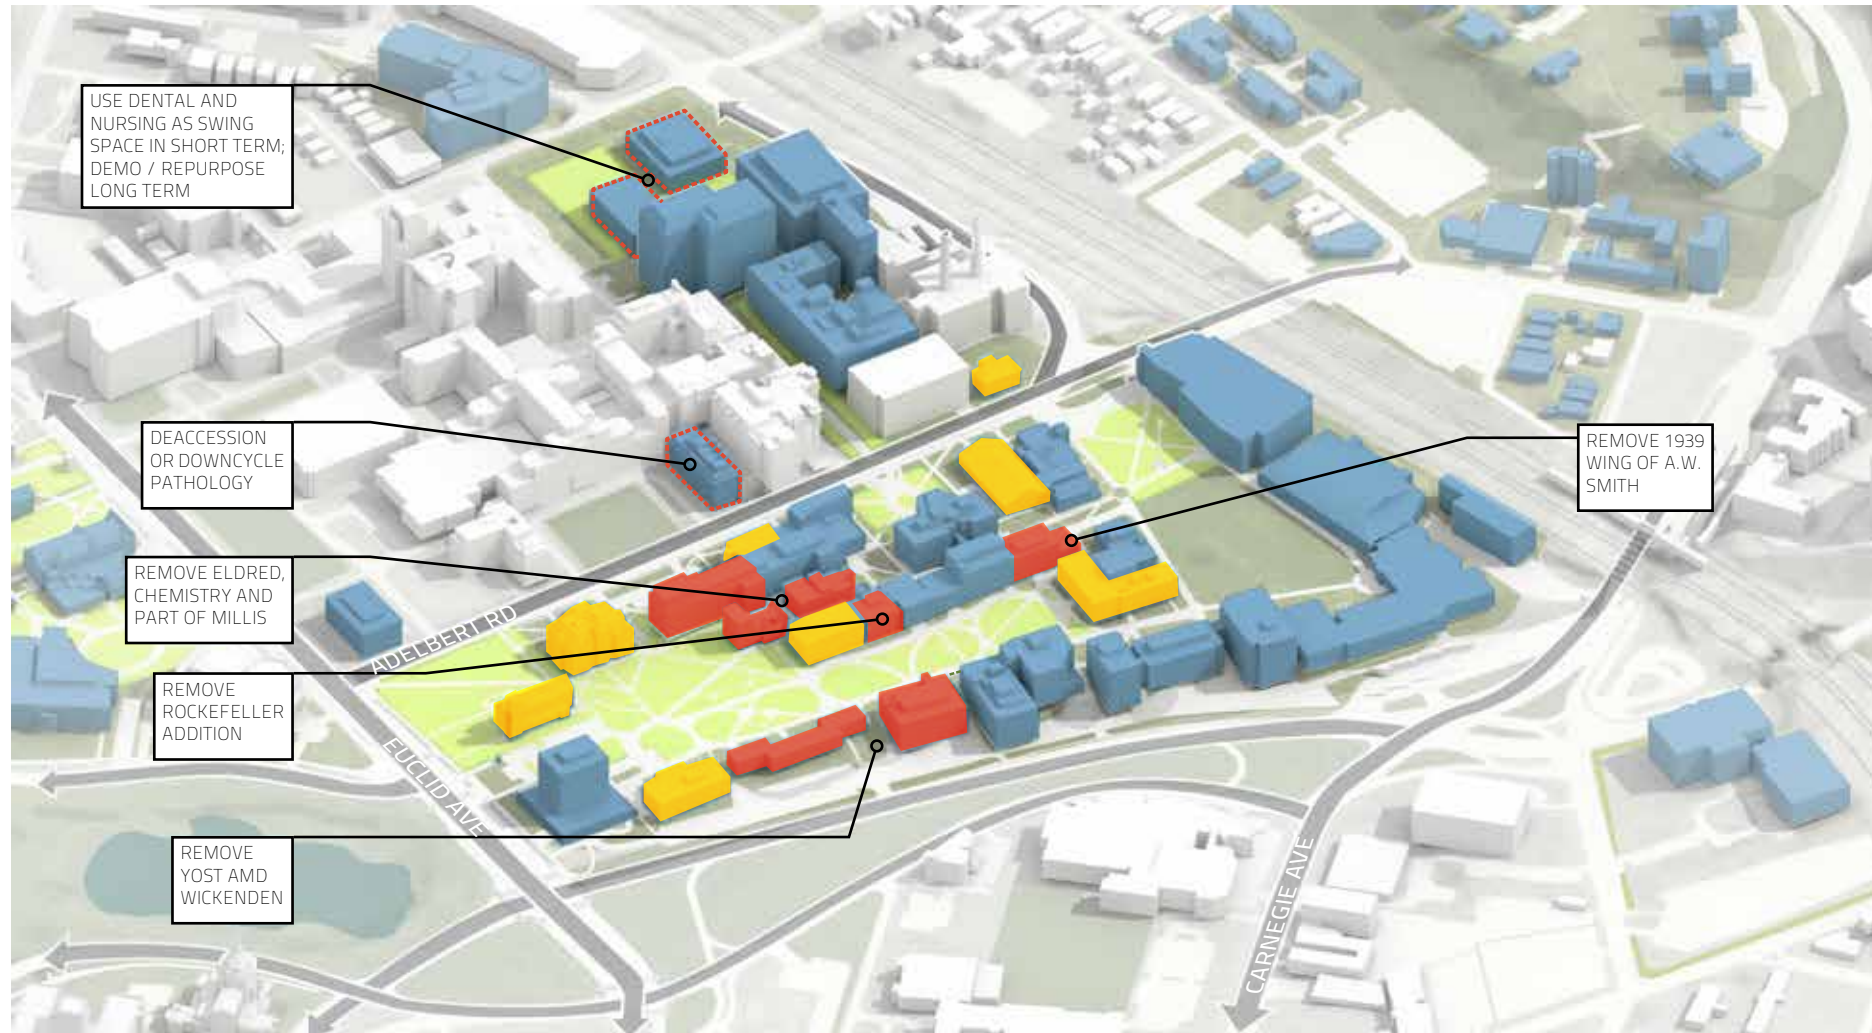 USE DENTAL AND
NURSING AS SWING
SPACE IN SHORT TERM;
DEMO / REPURPOSE
LONG TERM
DEACCESSION
OR DOWNCYCLE
PATHOLOGY
REMOVE 1939
WING OF A.W.
SMITH
REMOVE ELDRED,
CHEMISTRY AND
PART OF MILLIS
ADELBERT RD
REMOVE
ROCKEFELLER
ADDITION
EUCLID AVE
REMOVE
YOST AMD
WICKENDEN
CARNEGIE AVE